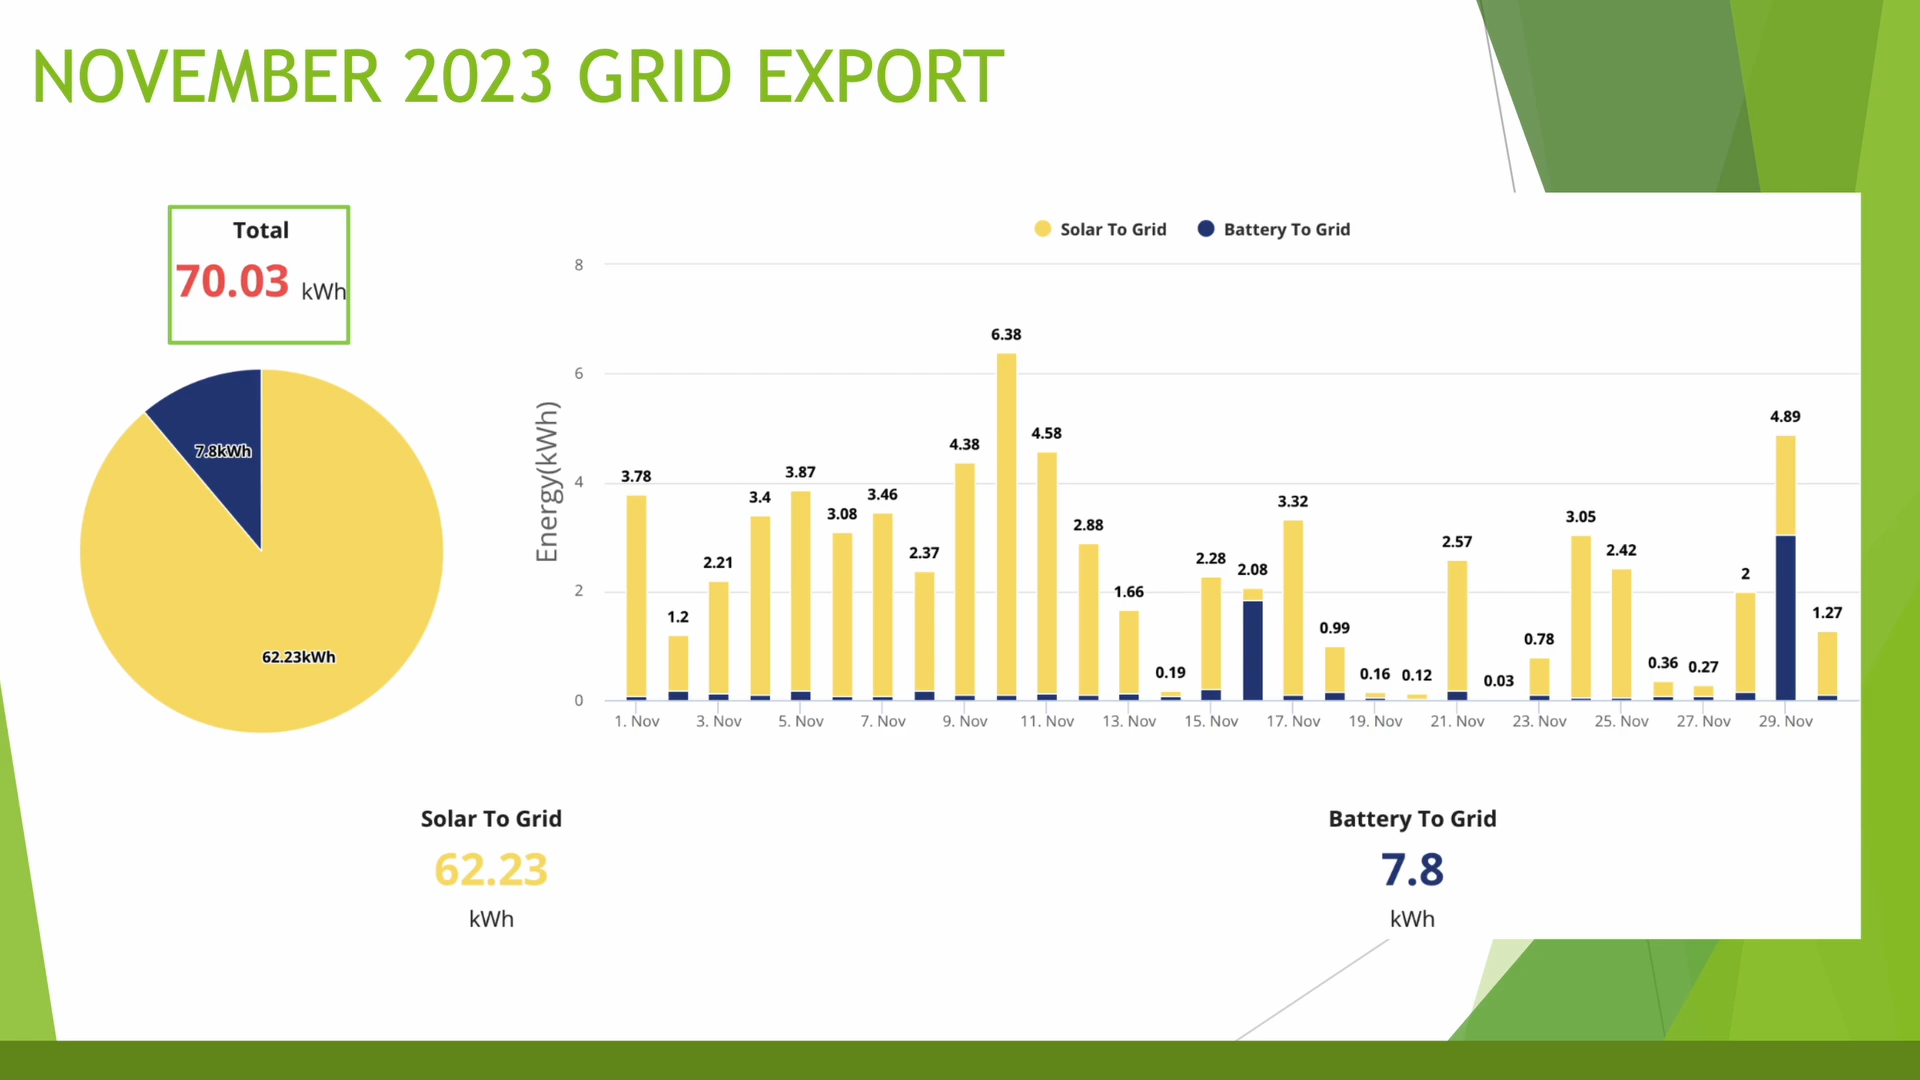 NOVEMBER 2023 GRID EXPORT
Total
70.03 kWh
7.8kWh
62.23kWh
Solar To Grid
Battery To Grid
Energy(kWh)
8
6
4
2
0
3.78
1.2
2.21
3.4
3.87
3.08
3.46
2.37
4.38
6.38
4.58
2.88
1.66
0.19
2.28
2.08
3.32
0.99
0.16
0.12
2.57
0.03
0.78
3.05
2.42
0.36
0.27
2
4.89
1.27
1. Nov
3. Nov
5. Nov
7. Nov
9. Nov
11. Nov
13. Nov
15. Nov
17. Nov
19. Nov
21. Nov
23. Nov
25. Nov
27. Nov
29. Nov
Solar To Grid
62.23
kWh
Battery To Grid
7.8
kWh